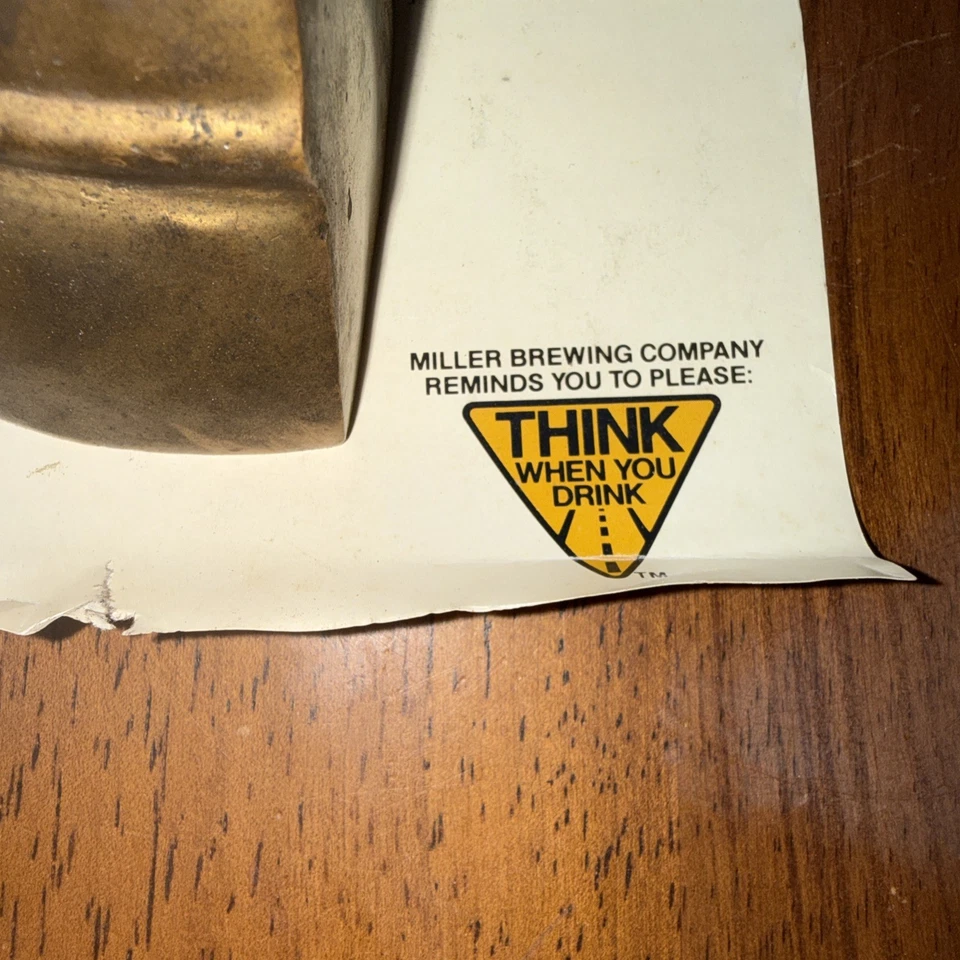 MILLER BREWING COMPANY
REMINDS YOU TO PLEASE:
THINK
WHEN YOU
DRINK
TM